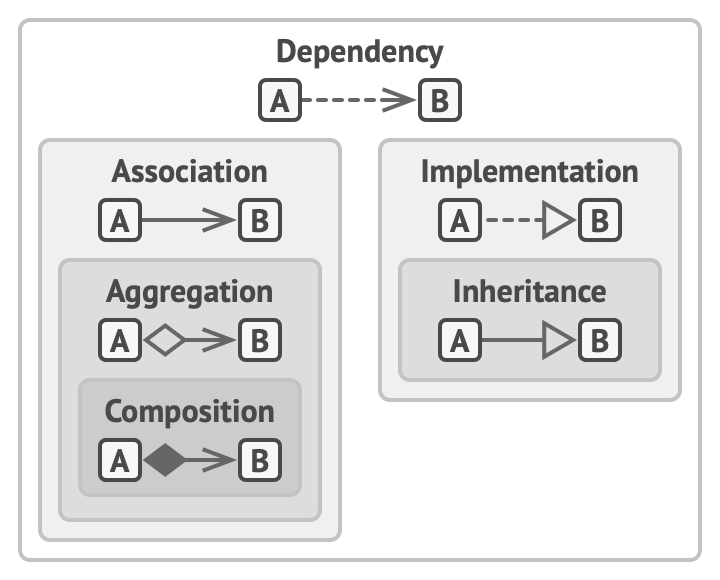 Dependency
A B
Association
A B
Aggregation
A B
Composition
A B
Implementation
A B
Inheritance
A B